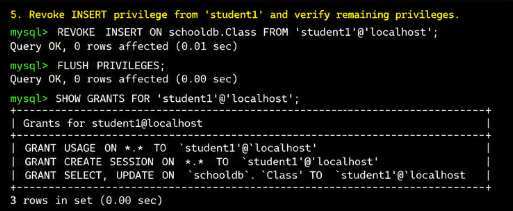 5. Revoke INSERT privilege from 'student1' and verify remaining privileges.
mysql> REVOKE INSERT ON schooldb.Class FROM 'student1'@'localhost';
Query OK, 0 rows affected (0.01 sec)
mysql> FLUSH PRIVILEGES;
Query OK, 0 rows affected (0.00 sec)
mysql> SHOW GRANTS FOR 'student1'@'localhost';
+----------------------------------------------------------------+
| Grants for student1@localhost |
+----------------------------------------------------------------+
| GRANT USAGE ON *.* TO `student1'@`localhost' |
| GRANT CREATE SESSION ON *.* TO `student1'@'localhost' |
| GRANT SELECT, UPDATE ON `schooldb`.`Class' TO `student1'@`localhost |
+----------------------------------------------------------------+
3 rows in set (0.00 sec)